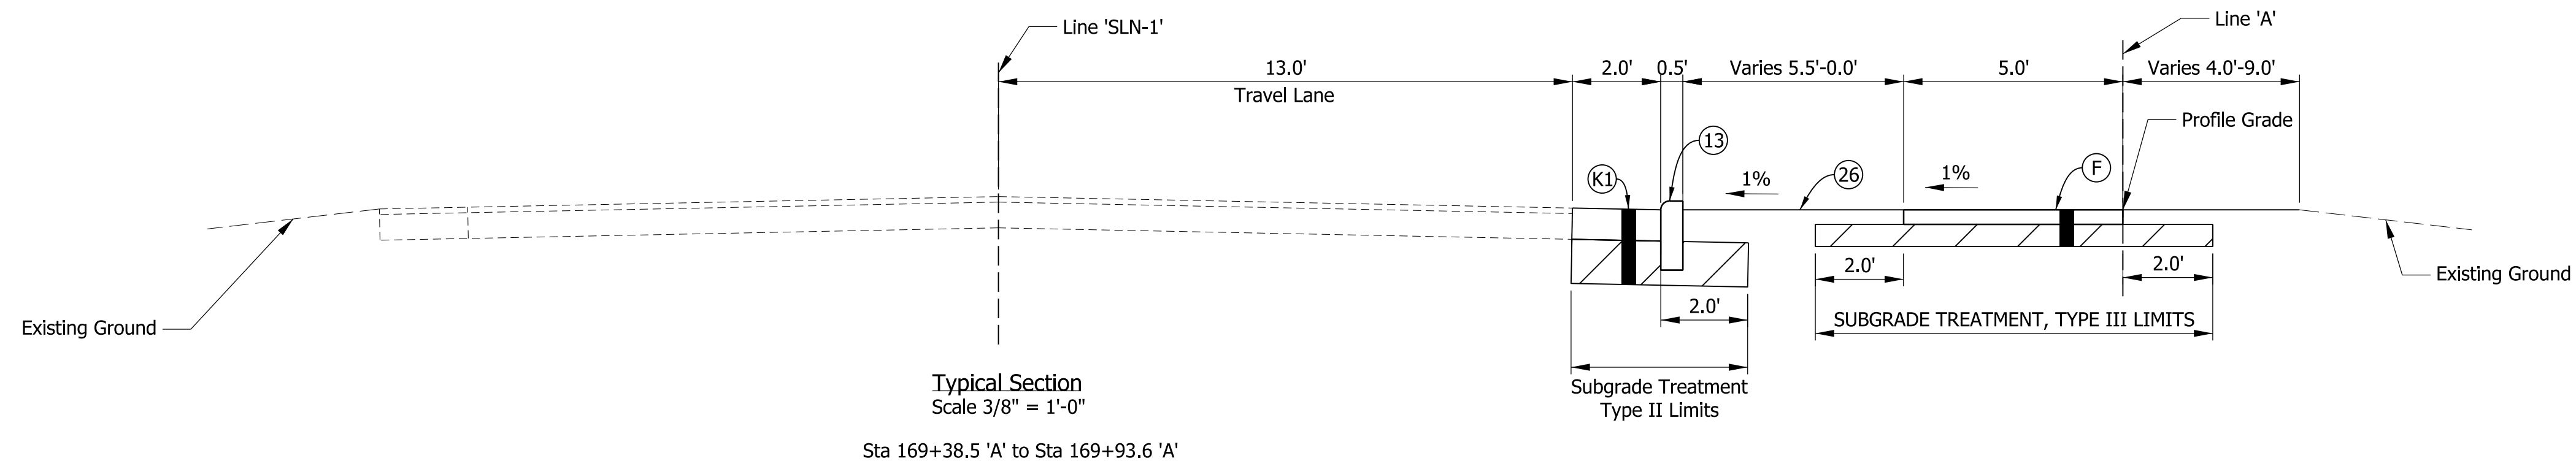 Line 'SLN-1'
Line 'A'
13.0'
2.0'
0.5'
Varies 5.5'-0.0'
5.0'
Varies 4.0'-9.0'
Travel Lane
Profile Grade
13
K1
1%
26
1%
F
2.0'
2.0'
Existing Ground
2.0'
SUBGRADE TREATMENT, TYPE III LIMITS
Existing Ground
Typical Section
Scale 3/8" = 1'-0"
Subgrade Treatment
Type II Limits
Sta 169+38.5 'A' to Sta 169+93.6 'A'